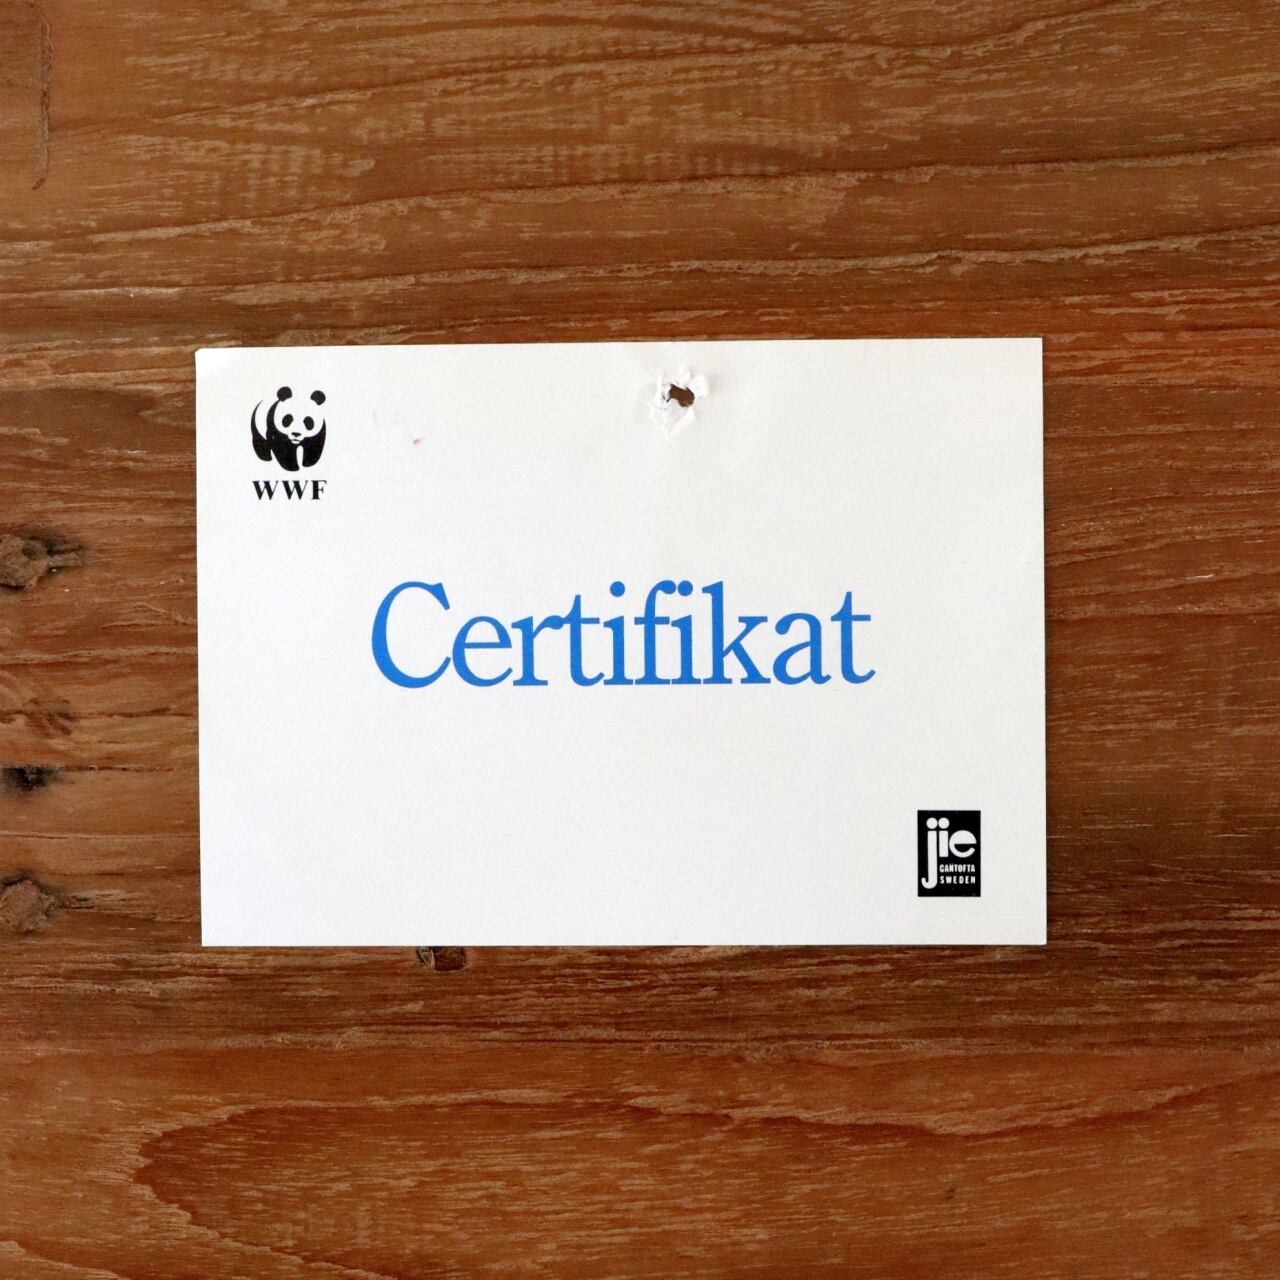 WWF
Certifikat
jie
GANTOFTA
SWEDEN